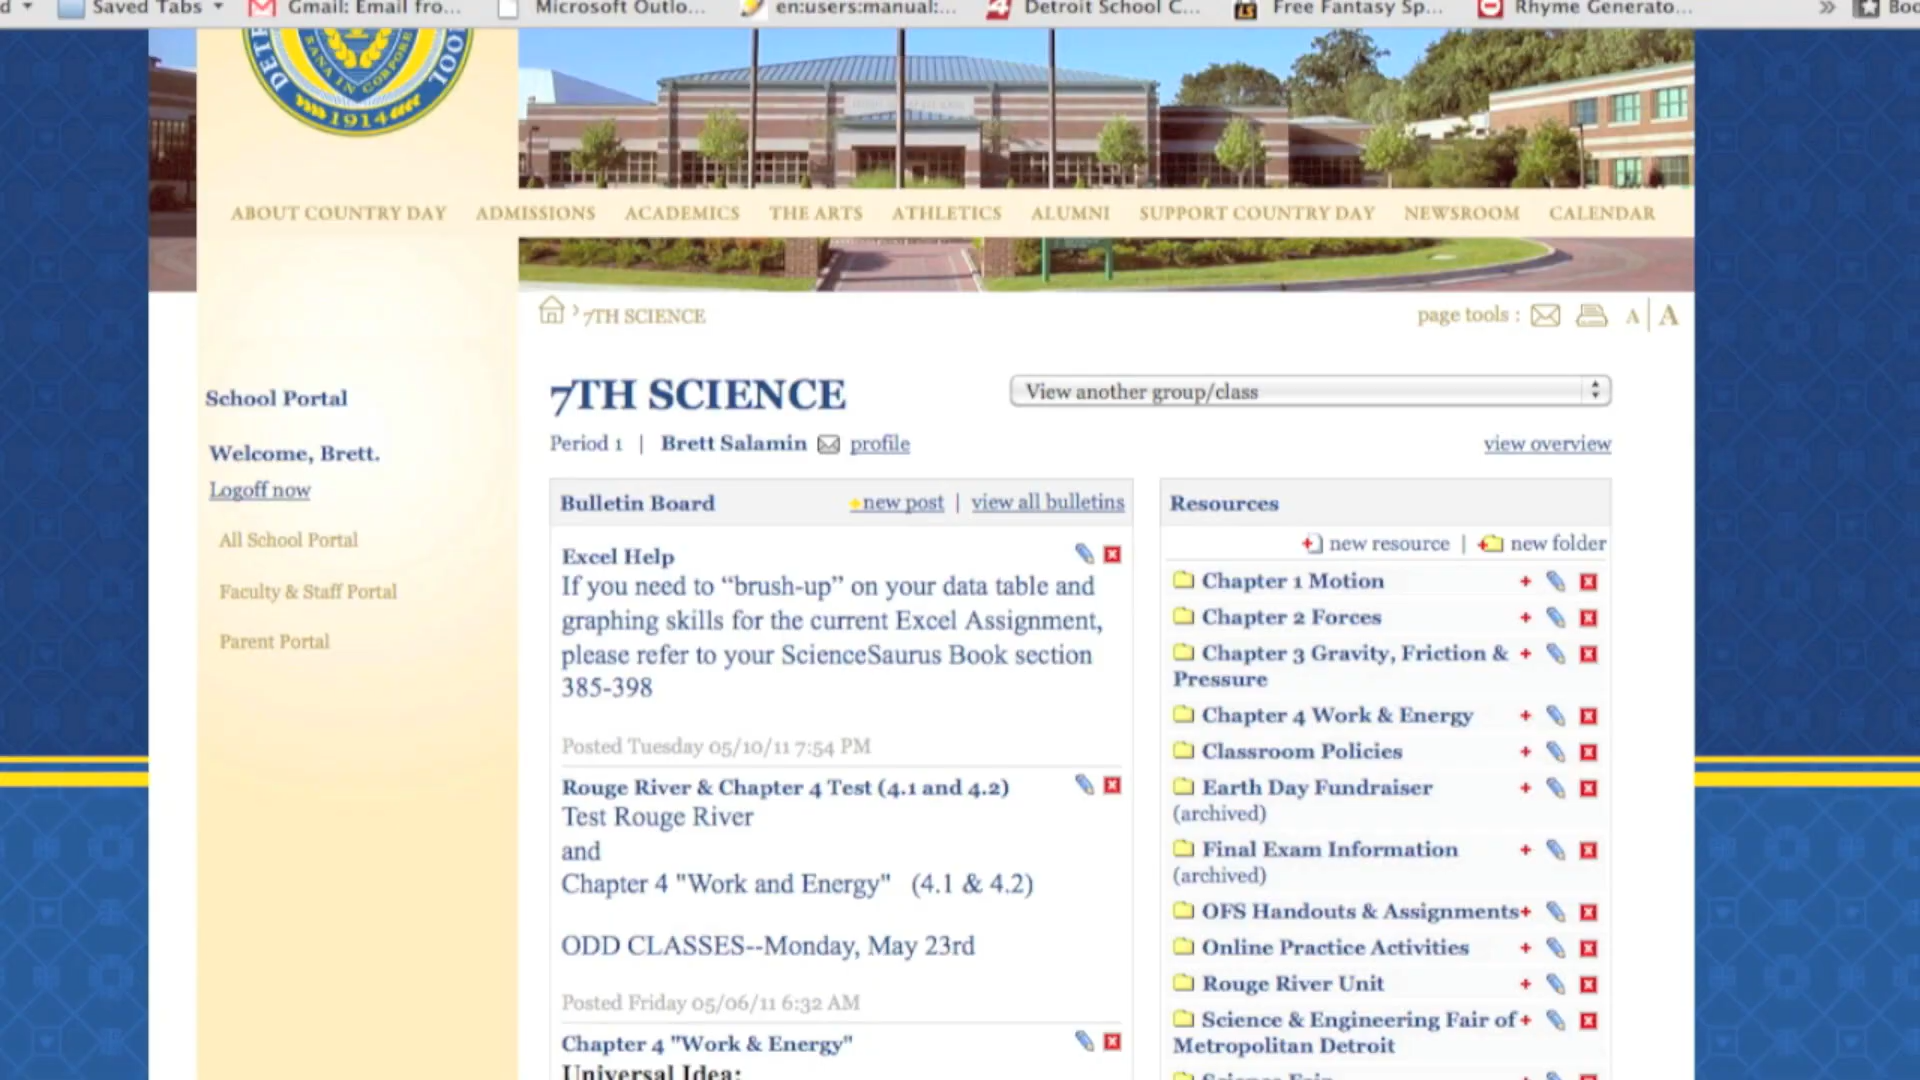 Saved Tabs
Gmail: Email fro...
Microsoft Outlo...
en:users:manual:...
Detroit School C...
Free Fantasy Sp...
Rhyme Generato...
»
Boo
SANA IN CORPORE
1914
ABOUT COUNTRY DAY
ADMISSIONS
ACADEMICS
THE ARTS
ATHLETICS
ALUMNI
SUPPORT COUNTRY DAY
NEWSROOM
CALENDAR
› 7TH SCIENCE
page tools :
A | A
School Portal
Welcome, Brett.
Logoff now
All School Portal
Faculty & Staff Portal
Parent Portal
7TH SCIENCE
View another group/class
Period 1 | Brett Salamin profile
view overview
Bulletin Board
new post | view all bulletins
Excel Help
If you need to “brush-up” on your data table and
graphing skills for the current Excel Assignment,
please refer to your ScienceSaurus Book section
385-398
Posted Tuesday 05/10/11 7:54 PM
Rouge River & Chapter 4 Test (4.1 and 4.2)
Test Rouge River
and
Chapter 4 "Work and Energy" (4.1 & 4.2)
ODD CLASSES--Monday, May 23rd
Posted Friday 05/06/11 6:32 AM
Chapter 4 "Work & Energy"
Universal Idea:
Resources
new resource | new folder
Chapter 1 Motion
Chapter 2 Forces
Chapter 3 Gravity, Friction &
Pressure
Chapter 4 Work & Energy
Classroom Policies
Earth Day Fundraiser
(archived)
Final Exam Information
(archived)
OFS Handouts & Assignments
Online Practice Activities
Rouge River Unit
Science & Engineering Fair of
Metropolitan Detroit
Science Fair